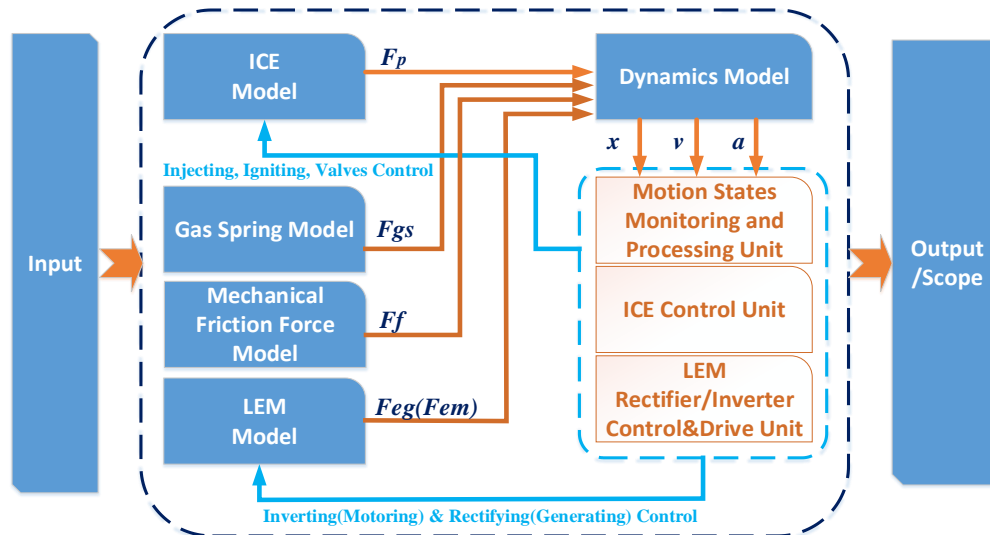 Input
ICE
Model
Fp
Dynamics Model
x
v
a
Injecting, Igniting, Valves Control
Gas Spring Model
Fgs
Mechanical
Friction Force
Model
Ff
LEM
Model
Feg(Fem)
Motion States
Monitoring and
Processing Unit
ICE Control Unit
LEM
Rectifier/Inverter
Control&Drive Unit
Inverting(Motoring) & Rectifying(Generating) Control
Output
/Scope